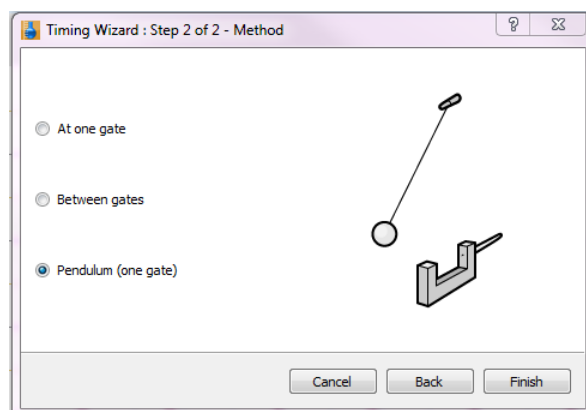 Timing Wizard : Step 2 of 2 - Method
?
At one gate
Between gates
Pendulum (one gate)
Cancel
Back
Finish